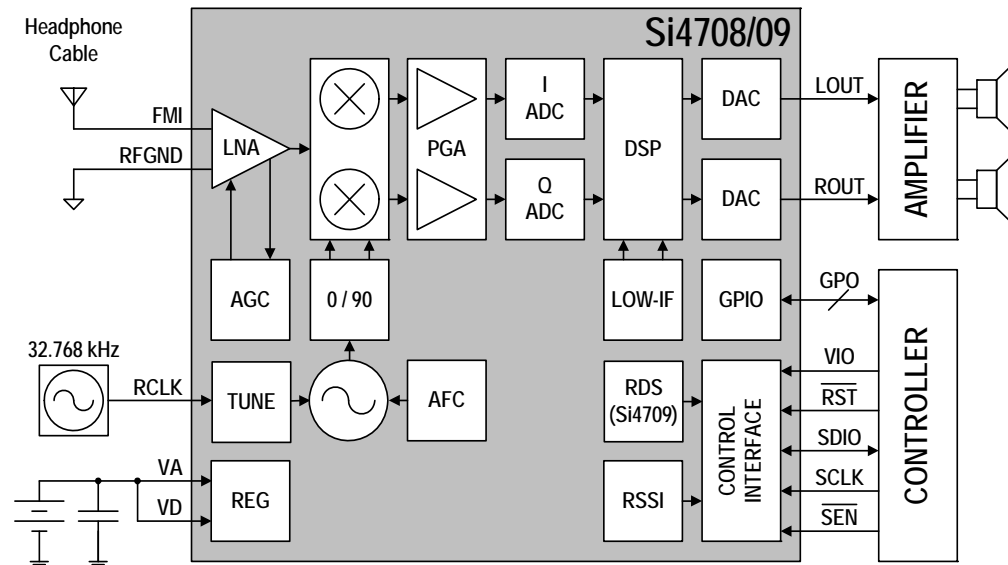 Headphone
Cable
Si4708/09
FMI
RFGND
LNA
PGA
I
ADC
Q
ADC
DSP
DAC
DAC
LOUT
ROUT
AMPLIFIER
AGC
0 / 90
LOW-IF
GPIO
GPO
32.768 kHz
RCLK
TUNE
AFC
RDS
(Si4709)
CONTROL
INTERFACE
VIO
RST
SDIO
SCLK
SEN
CONTROLLER
VA
VD
REG
RSSI